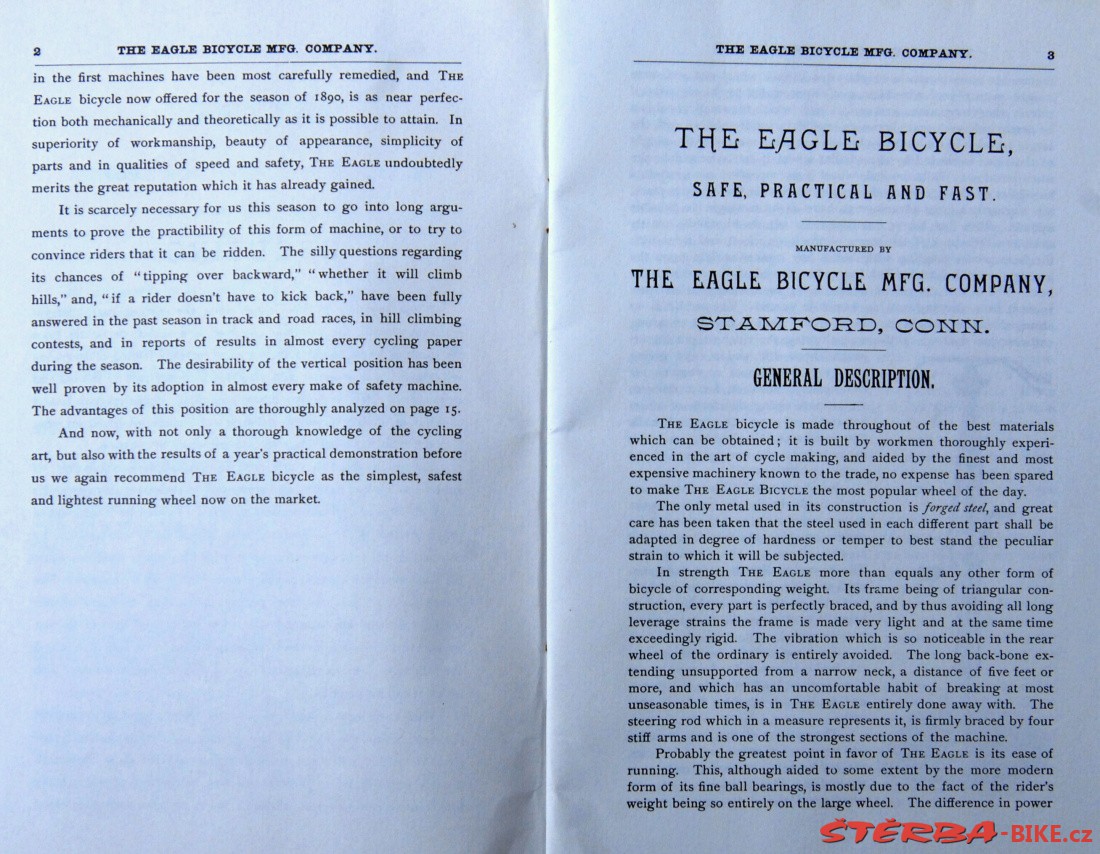 2 THE EAGLE BICYCLE MFG. COMPANY.
in the first machines have been most carefully remedied, and THE
EAGLE bicycle now offered for the season of 1890, is as near perfec-
tion both mechanically and theoretically as it is possible to attain. In
superiority of workmanship, beauty of appearance, simplicity of
parts and in qualities of speed and safety, THE EAGLE undoubtedly
merits the great reputation which it has already gained.
It is scarcely necessary for us this season to go into long argu-
ments to prove the practibility of this form of machine, or to try to
convince riders that it can be ridden. The silly questions regarding
its chances of "tipping over backward," "whether it will climb
hills," and, "if a rider doesn't have to kick back," have been fully
answered in the past season in track and road races, in hill climbing
contests, and in reports of results in almost every cycling paper
during the season. The desirability of the vertical position has been
well proven by its adoption in almost every make of safety machine.
The advantages of this position are thoroughly analyzed on page 15.
And now, with not only a thorough knowledge of the cycling
art, but also with the results of a year's practical demonstration before
us we again recommend THE EAGLE bicycle as the simplest, safest
and lightest running wheel now on the market.
THE EAGLE BICYCLE MFG. COMPANY. 3
THE EAGLE BICYCLE,
SAFE, PRACTICAL AND FAST.
MANUFACTURED BY
THE EAGLE BICYCLE MFG. COMPANY,
STAMFORD, CONN.
GENERAL DESCRIPTION.
THE EAGLE bicycle is made throughout of the best materials
which can be obtained; it is built by workmen thoroughly experi-
enced in the art of cycle making, and aided by the finest and most
expensive machinery known to the trade, no expense has been spared
to make THE EAGLE BICYCLE the most popular wheel of the day.
The only metal used in its construction is forged steel, and great
care has been taken that the steel used in each different part shall be
adapted in degree of hardness or temper to best stand the peculiar
strain to which it will be subjected.
In strength THE EAGLE more than equals any other form of
bicycle of corresponding weight. Its frame being of triangular con-
struction, every part is perfectly braced, and by thus avoiding all long
leverage strains the frame is made very light and at the same time
exceedingly rigid. The vibration which is so noticeable in the rear
wheel of the ordinary is entirely avoided. The long back-bone ex-
tending unsupported from a narrow neck, a distance of five feet or
more, and which has an uncomfortable habit of breaking at most
unseasonable times, is in THE EAGLE entirely done away with. The
steering rod which in a measure represents it, is firmly braced by four
stiff arms and is one of the strongest sections of the machine.
Probably the greatest point in favor of THE EAGLE is its ease of
running. This, although aided to some extent by the more modern
form of its fine ball bearings, is mostly due to the fact of the rider's
weight being so entirely on the large wheel. The difference in power
ŠTĚRBA-BIKE.cz